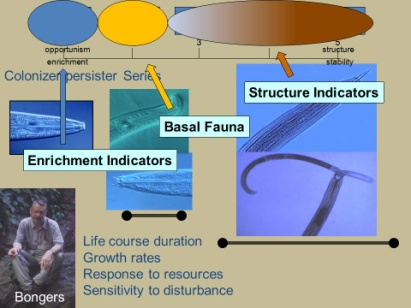 3
5
opportunism
enrichment
structure
stability
Colonizer persister Series
Structure Indicators
Basal Fauna
Enrichment Indicators
Life course duration
Growth rates
Response to resources
Sensitivity to disturbance
Bongers